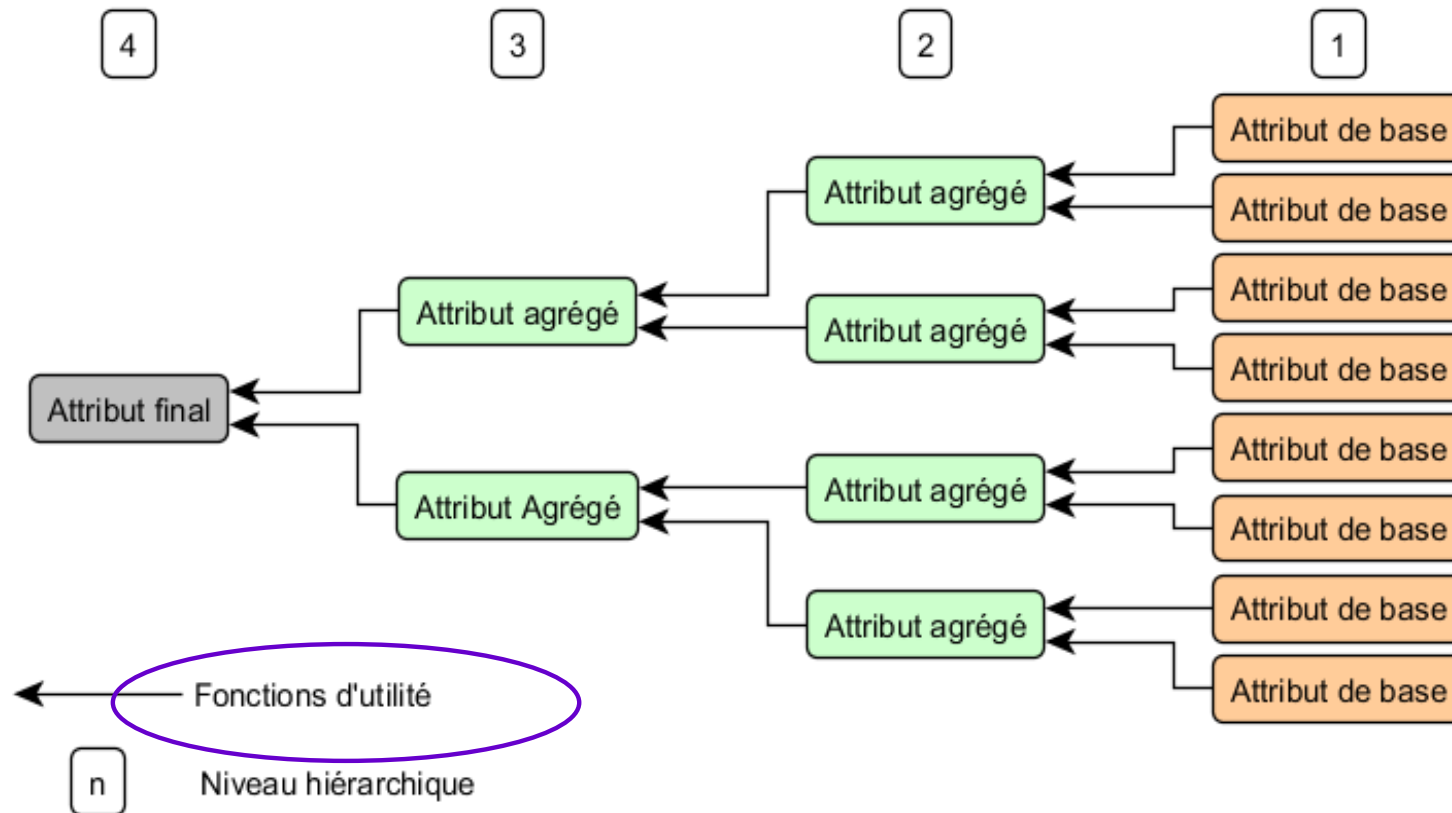 4
3
2
1
Attribut de base
Attribut agrégé
Attribut de base
Attribut de base
Attribut agrégé
Attribut agrégé
Attribut de base
Attribut final
Attribut de base
Attribut agrégé
Attribut Agrégé
Attribut de base
Attribut de base
Attribut agrégé
Attribut de base
Fonctions d'utilité
n
Niveau hiérarchique